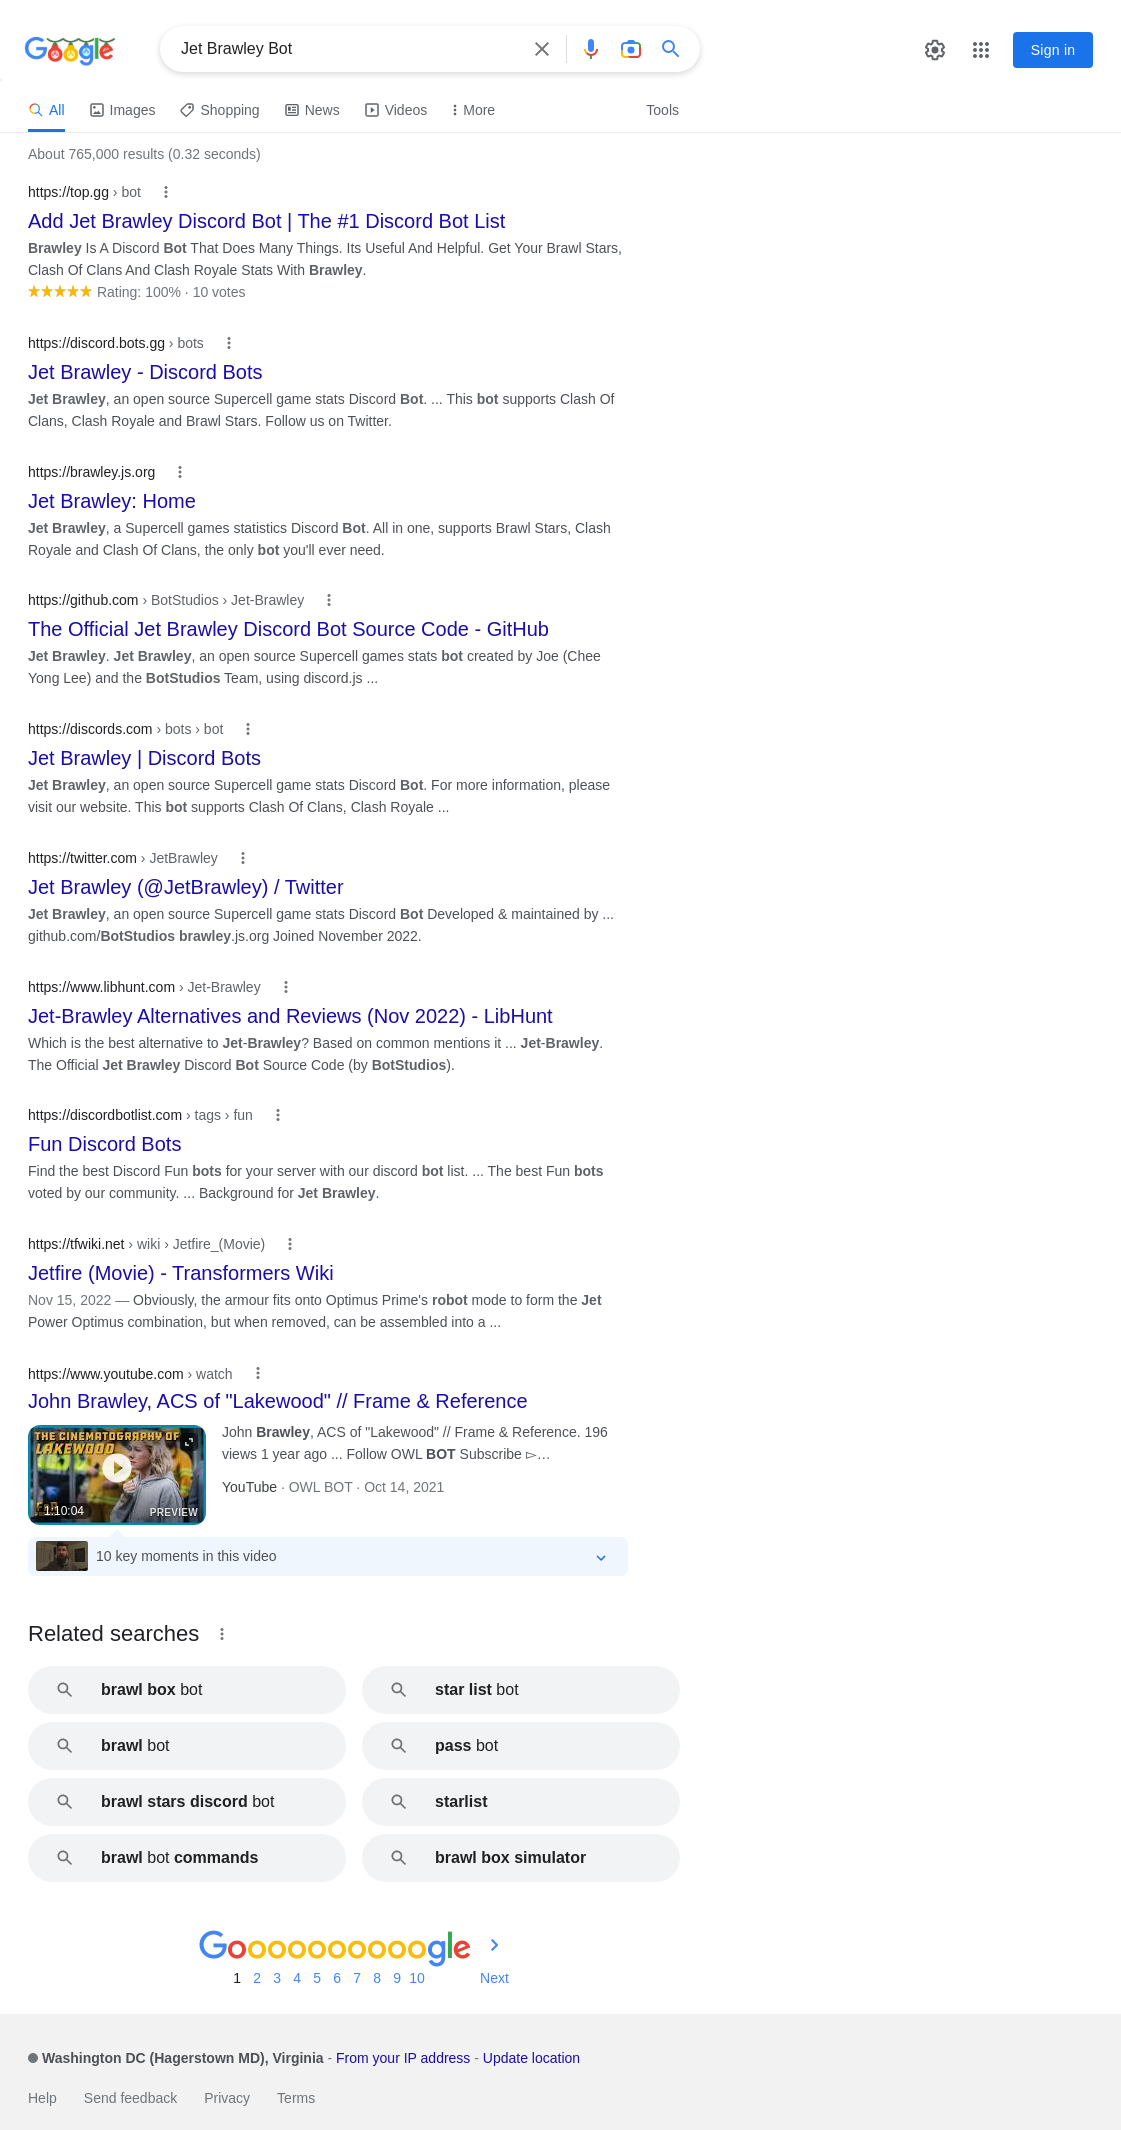 Google
Jet Brawley Bot
Sign in
All Images Shopping News Videos More Tools
About 765,000 results (0.32 seconds)
https://top.gg › bot
Add Jet Brawley Discord Bot | The #1 Discord Bot List
Brawley Is A Discord Bot That Does Many Things. Its Useful And Helpful. Get Your Brawl Stars,
Clash Of Clans And Clash Royale Stats With Brawley.
Rating: 100% · 10 votes
https://discord.bots.gg › bots
Jet Brawley - Discord Bots
Jet Brawley, an open source Supercell game stats Discord Bot. ... This bot supports Clash Of
Clans, Clash Royale and Brawl Stars. Follow us on Twitter.
https://brawley.js.org
Jet Brawley: Home
Jet Brawley, a Supercell games statistics Discord Bot. All in one, supports Brawl Stars, Clash
Royale and Clash Of Clans, the only bot you'll ever need.
https://github.com › BotStudios › Jet-Brawley
The Official Jet Brawley Discord Bot Source Code - GitHub
Jet Brawley. Jet Brawley, an open source Supercell games stats bot created by Joe (Chee
Yong Lee) and the BotStudios Team, using discord.js ...
https://discords.com › bots › bot
Jet Brawley | Discord Bots
Jet Brawley, an open source Supercell game stats Discord Bot. For more information, please
visit our website. This bot supports Clash Of Clans, Clash Royale ...
https://twitter.com › JetBrawley
Jet Brawley (@JetBrawley) / Twitter
Jet Brawley, an open source Supercell game stats Discord Bot Developed & maintained by ...
github.com/BotStudios brawley.js.org Joined November 2022.
https://www.libhunt.com › Jet-Brawley
Jet-Brawley Alternatives and Reviews (Nov 2022) - LibHunt
Which is the best alternative to Jet-Brawley? Based on common mentions it ... Jet-Brawley.
The Official Jet Brawley Discord Bot Source Code (by BotStudios).
https://discordbotlist.com › tags › fun
Fun Discord Bots
Find the best Discord Fun bots for your server with our discord bot list. ... The best Fun bots
voted by our community. ... Background for Jet Brawley.
https://tfwiki.net › wiki › Jetfire_(Movie)
Jetfire (Movie) - Transformers Wiki
Nov 15, 2022 — Obviously, the armour fits onto Optimus Prime's robot mode to form the Jet
Power Optimus combination, but when removed, can be assembled into a ...
https://www.youtube.com › watch
John Brawley, ACS of "Lakewood" // Frame & Reference
THE CINEMATOGRAPHY OF
LAKEWOOD
1:10:04
PREVIEW
John Brawley, ACS of "Lakewood" // Frame & Reference. 196
views 1 year ago ... Follow OWL BOT Subscribe ▻…
YouTube · OWL BOT · Oct 14, 2021
10 key moments in this video
Related searches
brawl box bot
star list bot
brawl bot
pass bot
brawl stars discord bot
starlist
brawl bot commands
brawl box simulator
Goooooooooogle
1 2 3 4 5 6 7 8 9 10 Next
Washington DC (Hagerstown MD), Virginia - From your IP address - Update location
Help Send feedback Privacy Terms